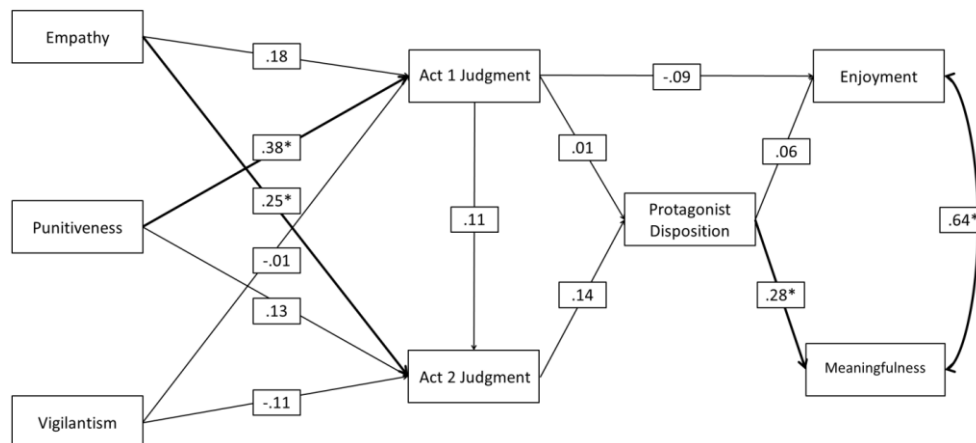 Empathy
.18
Act 1 Judgment
-.09
Enjoyment
.38*
.01
.06
.25*
Punitiveness
.11
Protagonist
Disposition
.64*
-.01
.13
.14
.28*
Act 2 Judgment
Meaningfulness
-.11
Vigilantism